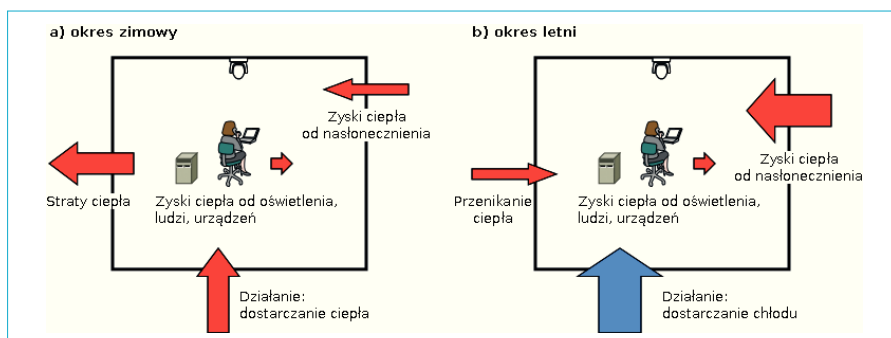 a) okres zimowy
Zyski ciepła
od nasłonecznienia
Straty ciepła
Zyski ciepła od oświetlenia,
ludzi, urządzeń
Działanie:
dostarczanie ciepła
b) okres letni
Zyski ciepła
od nasłonecznienia
Przenikanie
ciepła
Zyski ciepła od oświetlenia,
ludzi, urządzeń
Działanie:
dostarczanie chłodu